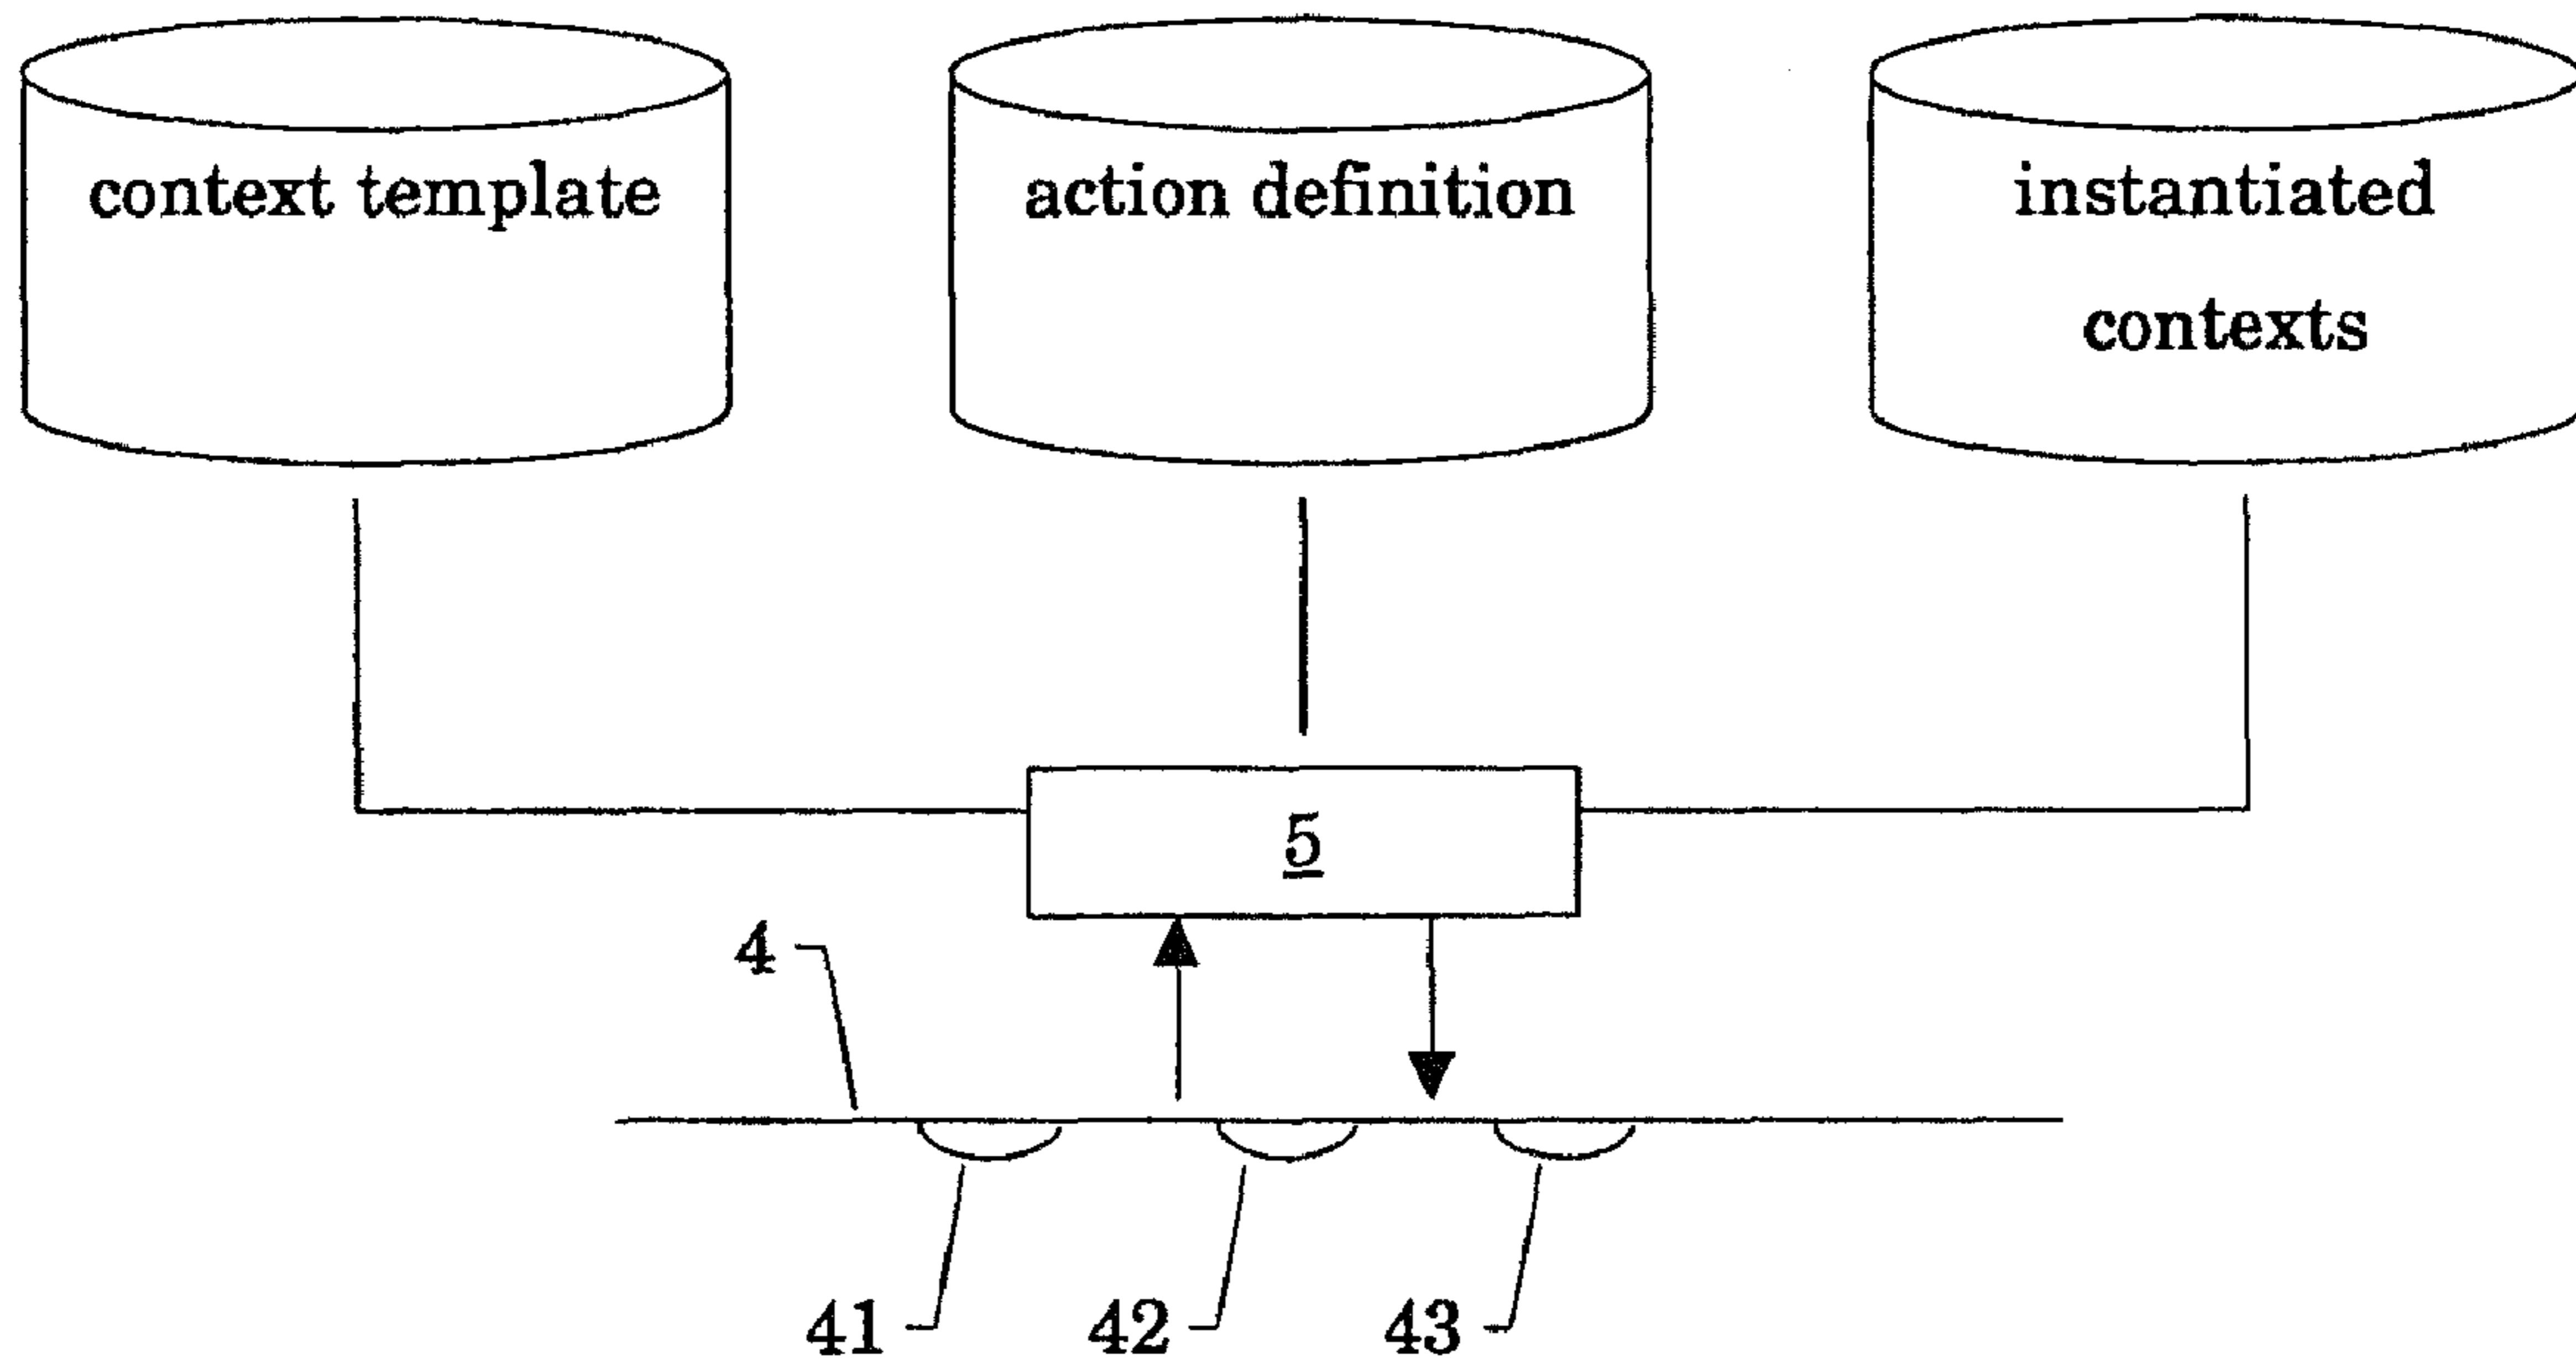 context template
action definition
instantiated
contexts
5
4
41
42
43